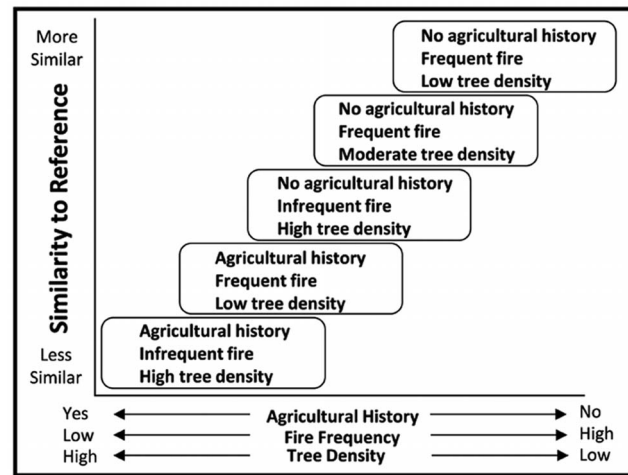 More
Similar
Similarity to Reference
Less
Similar
No agricultural history
Frequent fire
Low tree density
No agricultural history
Frequent fire
Moderate tree density
No agricultural history
Infrequent fire
High tree density
Agricultural history
Frequent fire
Low tree density
Agricultural history
Infrequent fire
High tree density
Yes Agricultural History No
Low Fire Frequency High
High Tree Density Low